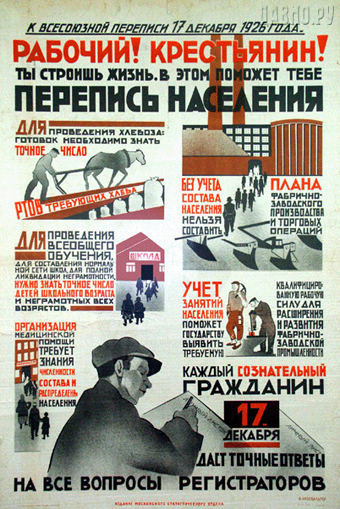 ДАВНО.РУ
К ВСЕСОЮЗНОЙ ПЕРЕПИСИ 17 ДЕКАБРЯ 1926 ГОДА.
РАБОЧИЙ! КРЕСТЬЯНИН!
ТЫ СТРОИШЬ ЖИЗНЬ. В ЭТОМ ПОМОЖЕТ ТЕБЕ
ПЕРЕПИСЬ НАСЕЛЕНИЯ
ДЛЯ ПРОВЕДЕНИЯ ХЛЕБОЗА-
ГОТОВОК НЕОБХОДИМО ЗНАТЬ
ТОЧНОЕ ЧИСЛО
РТОВ ТРЕБУЮЩИХ ХЛЕБА
БЕЗ УЧЕТА
СОСТАВА
НАСЕЛЕНИЯ
НЕЛЬЗЯ
СОСТАВИТЬ
ПЛАНА
ФАБРИЧНО-
ЗАВОДСКОГО
ПРОИЗВОДСТВА
И ТОРГОВЫХ
ОПЕРАЦИЙ
ДЛЯ ПРОВЕДЕНИЯ
ВСЕОБЩЕГО
ОБУЧЕНИЯ,
ДЛЯ СОСТАВЛЕНИЯ НОРМАЛЬ-
НОЙ СЕТИ ШКОЛ, ДЛЯ ПОЛНОЙ
ЛИКВИДАЦИИ НЕГРАМОТНОСТИ,
НУЖНО ЗНАТЬ ТОЧНОЕ ЧИСЛО
ДЕТЕЙ ШКОЛЬНОГО ВОЗРАСТА
И НЕГРАМОТНЫХ ВСЕХ
ВОЗРАСТОВ.
ШКОЛА
УЧЕТ
ЗАНЯТИЙ
НАСЕЛЕНИЯ
ПОМОЖЕТ
ГОСУДАРСТВУ
ВЫЯВИТЬ
ТРЕБУЕМУЮ
КВАЛИФИЦИРО-
ВАННУЮ РАБОЧУЮ
СИЛУ ДЛЯ
РАСШИРЕНИЯ
И РАЗВИТИЯ
ФАБРИЧНО-
ЗАВОДСКОЙ
ПРОМЫШЛЕННОСТИ
ОРГАНИЗАЦИЯ
МЕДИЦИНСКОЙ
ПОМОЩИ
ТРЕБУЕТ
ЗНАНИЯ
ЧИСЛЕННОСТИ
СОСТАВА И
РАСПРЕДЕЛЕН.
НАСЕЛЕНИЯ.
КАЖДЫЙ СОЗНАТЕЛЬНЫЙ
ГРАЖДАНИН
17
ДЕКАБРЯ
ДАСТ ТОЧНЫЕ ОТВЕТЫ
НА ВСЕ ВОПРОСЫ РЕГИСТРАТОРОВ
ИЗДАНИЕ МОСКОВСКОГО СТАТИСТИЧЕСКОГО ОТДЕЛА